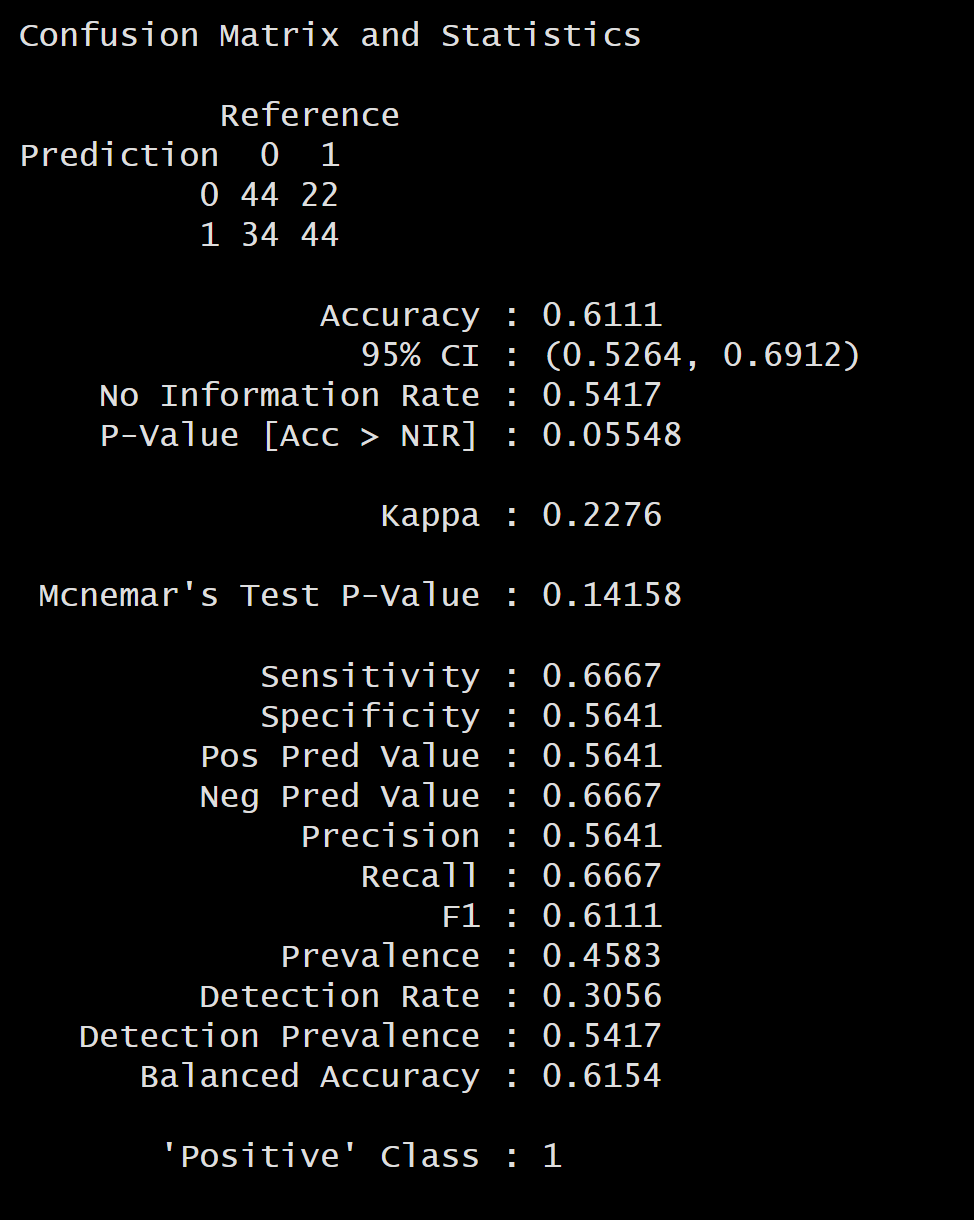 Confusion Matrix and Statistics
Reference
Prediction 0 1
0 44 22
1 34 44
Accuracy : 0.6111
95% CI : (0.5264, 0.6912)
No Information Rate : 0.5417
P-Value [Acc > NIR] : 0.05548
Kappa : 0.2276
Mcnemar's Test P-Value : 0.14158
Sensitivity : 0.6667
Specificity : 0.5641
Pos Pred Value : 0.5641
Neg Pred Value : 0.6667
Precision : 0.5641
Recall : 0.6667
F1 : 0.6111
Prevalence : 0.4583
Detection Rate : 0.3056
Detection Prevalence : 0.5417
Balanced Accuracy : 0.6154
'Positive' Class : 1